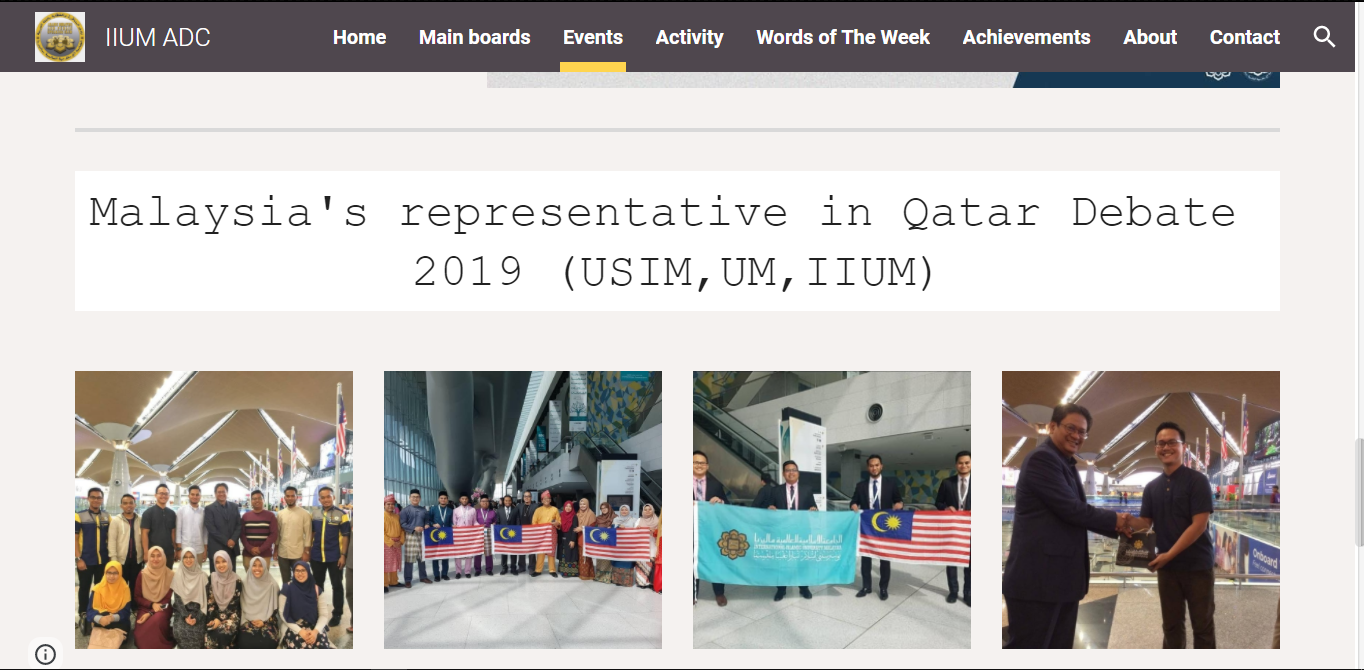 IIUM ADC
Home Main boards Events Activity Words of The Week Achievements About Contact
Malaysia's representative in Qatar Debate
2019 (USIM,UM,IIUM)
INTERNATIONAL ISLAMIC UNIVERSITY MALAYSIA
Onboard